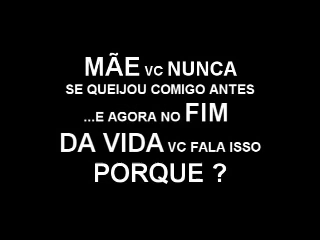 MÃE VC NUNCA
SE QUEIJOU COMIGO ANTES
...E AGORA NO FIM
DA VIDA VC FALA ISSO
PORQUE ?